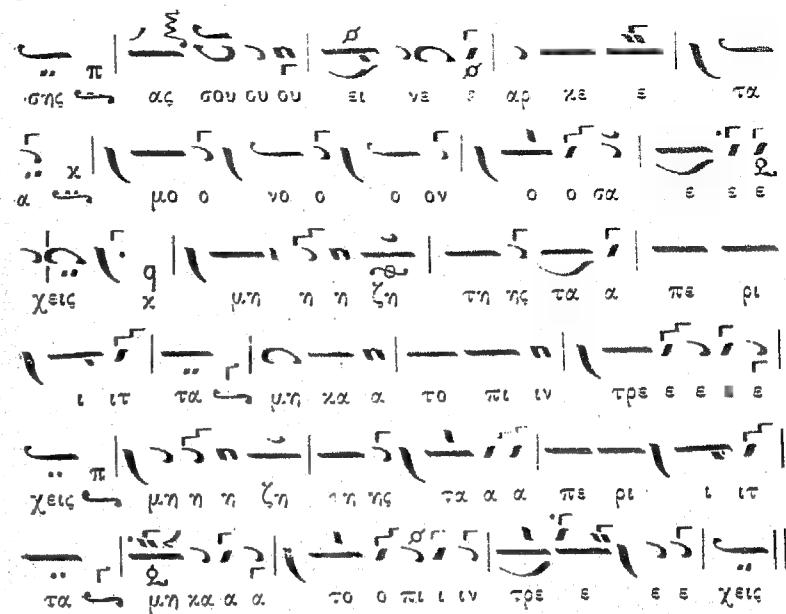 σης π ας σου ου ου ει νε ε αρ κε ε τα
α κ μο ο νο ο ο ον ο ο σα ε ε ε
χεις q κ μη η η ζη τη ης τα α πε ρι
ι ιτ τα μη κα α το πι ιν τρε ε ε ε
χεις π μη η η ζη τη ης τα α α πε ρι ι ιτ
τα μη κα α α το ο πι ι ιν τρε ε ε ε χεις